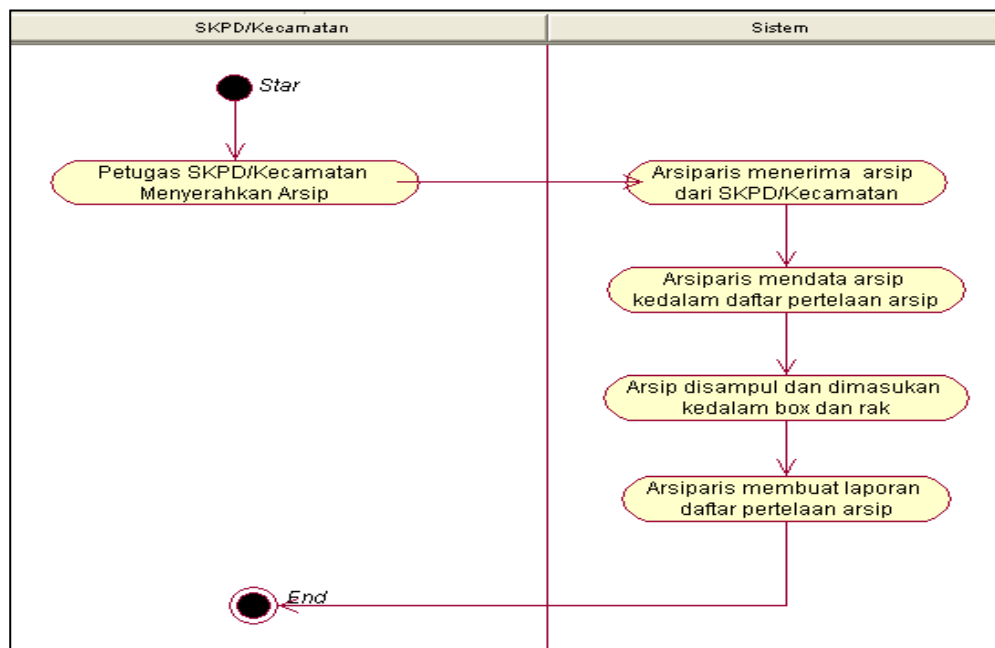 SKPD/Kecamatan
Sistem
Star
Petugas SKPD/Kecamatan
Menyerahkan Arsip
Arsiparis menerima arsip
dari SKPD/Kecamatan
Arsiparis mendata arsip
kedalam daftar pertelaan arsip
Arsip disampul dan dimasukan
kedalam box dan rak
Arsiparis membuat laporan
daftar pertelaan arsip
End